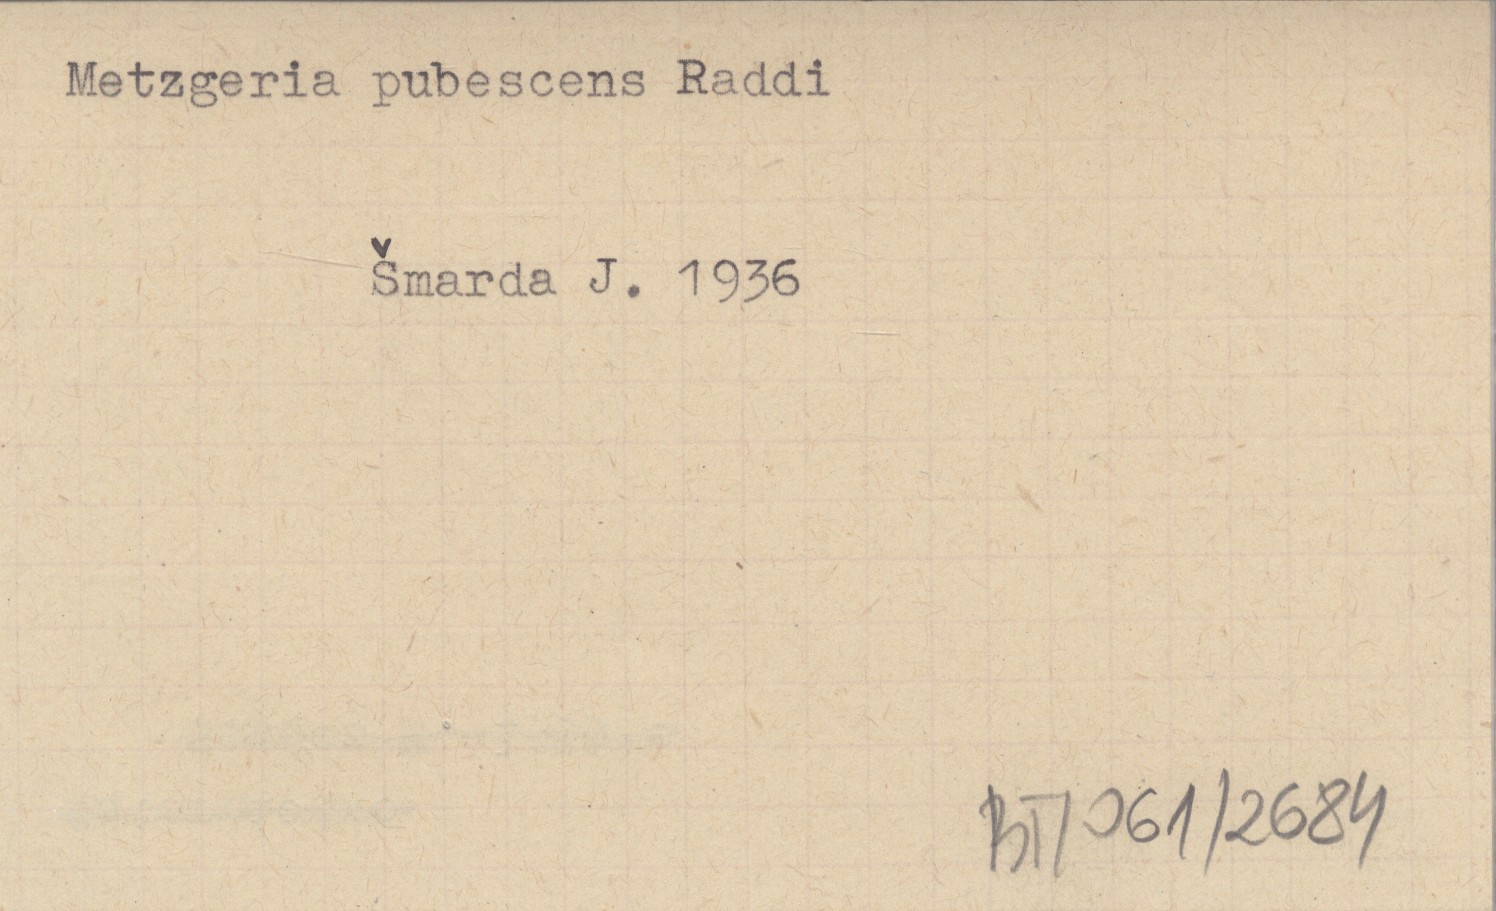 Metzgeria pubescens Raddi
Šmarda J. 1936
BT/061/2684